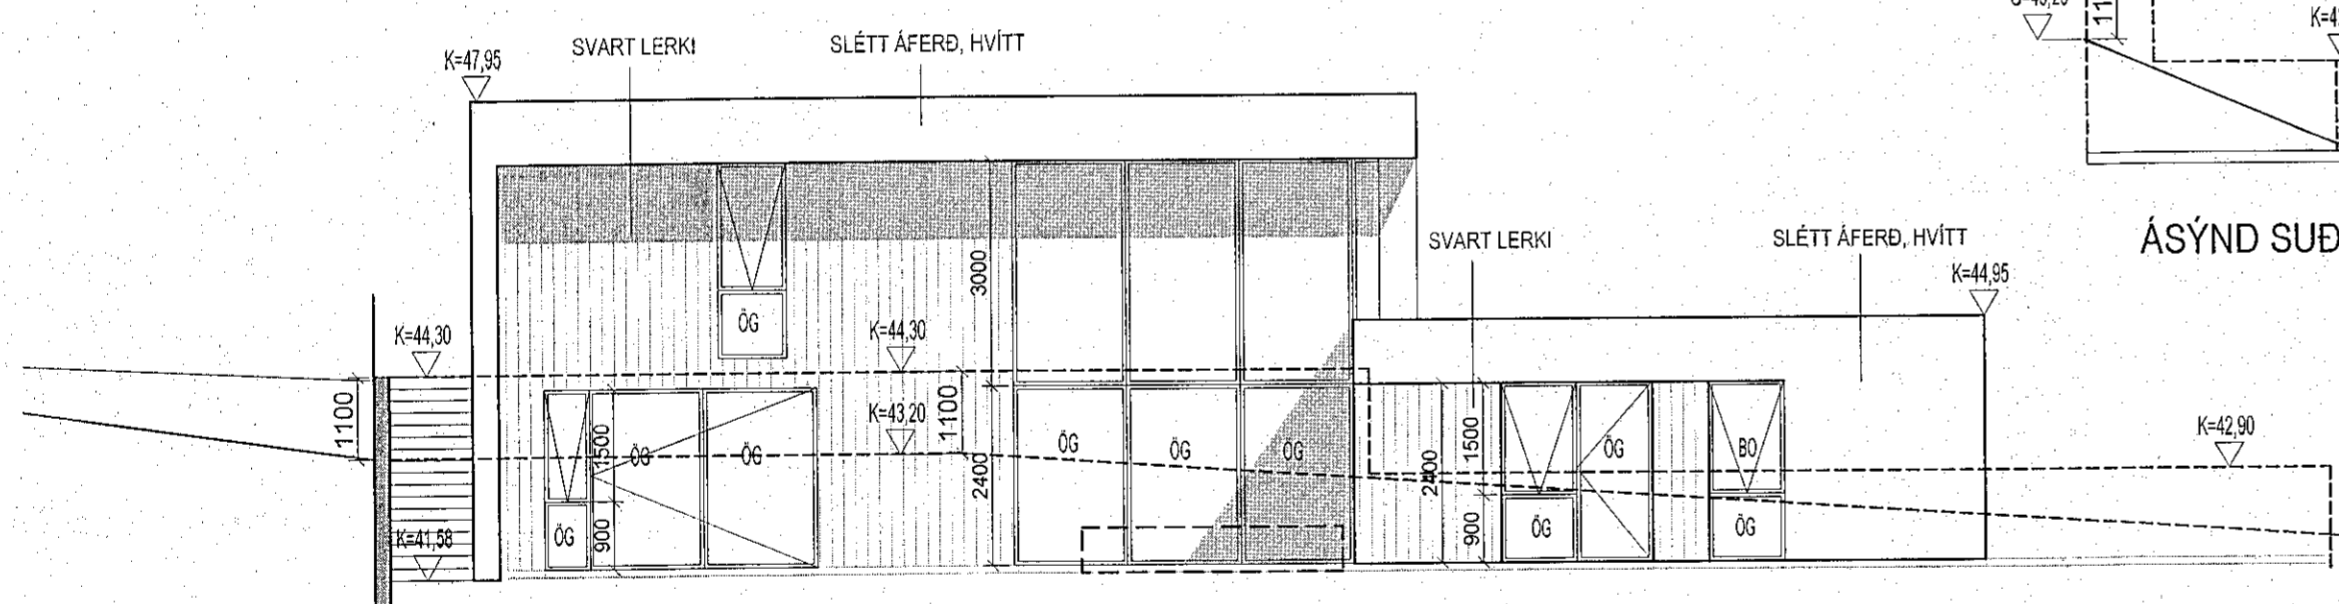 K=47,95
SVART LERKI
SLÉTT ÁFERÐ, HVÍTT
SVART LERKI
SLÉTT ÁFERÐ, HVÍTT
ÁSÝND SUÐ
K=44,95
3000
ÖG
K=44,30
K=44,30
1100
K=43,20
1100
1500
ÖG
ÖG
2400
ÖG
ÖG
ÖG
2400
1500
ÖG
BO
K=42,90
K=41,58
ÖG
900
900
ÖG
ÖG